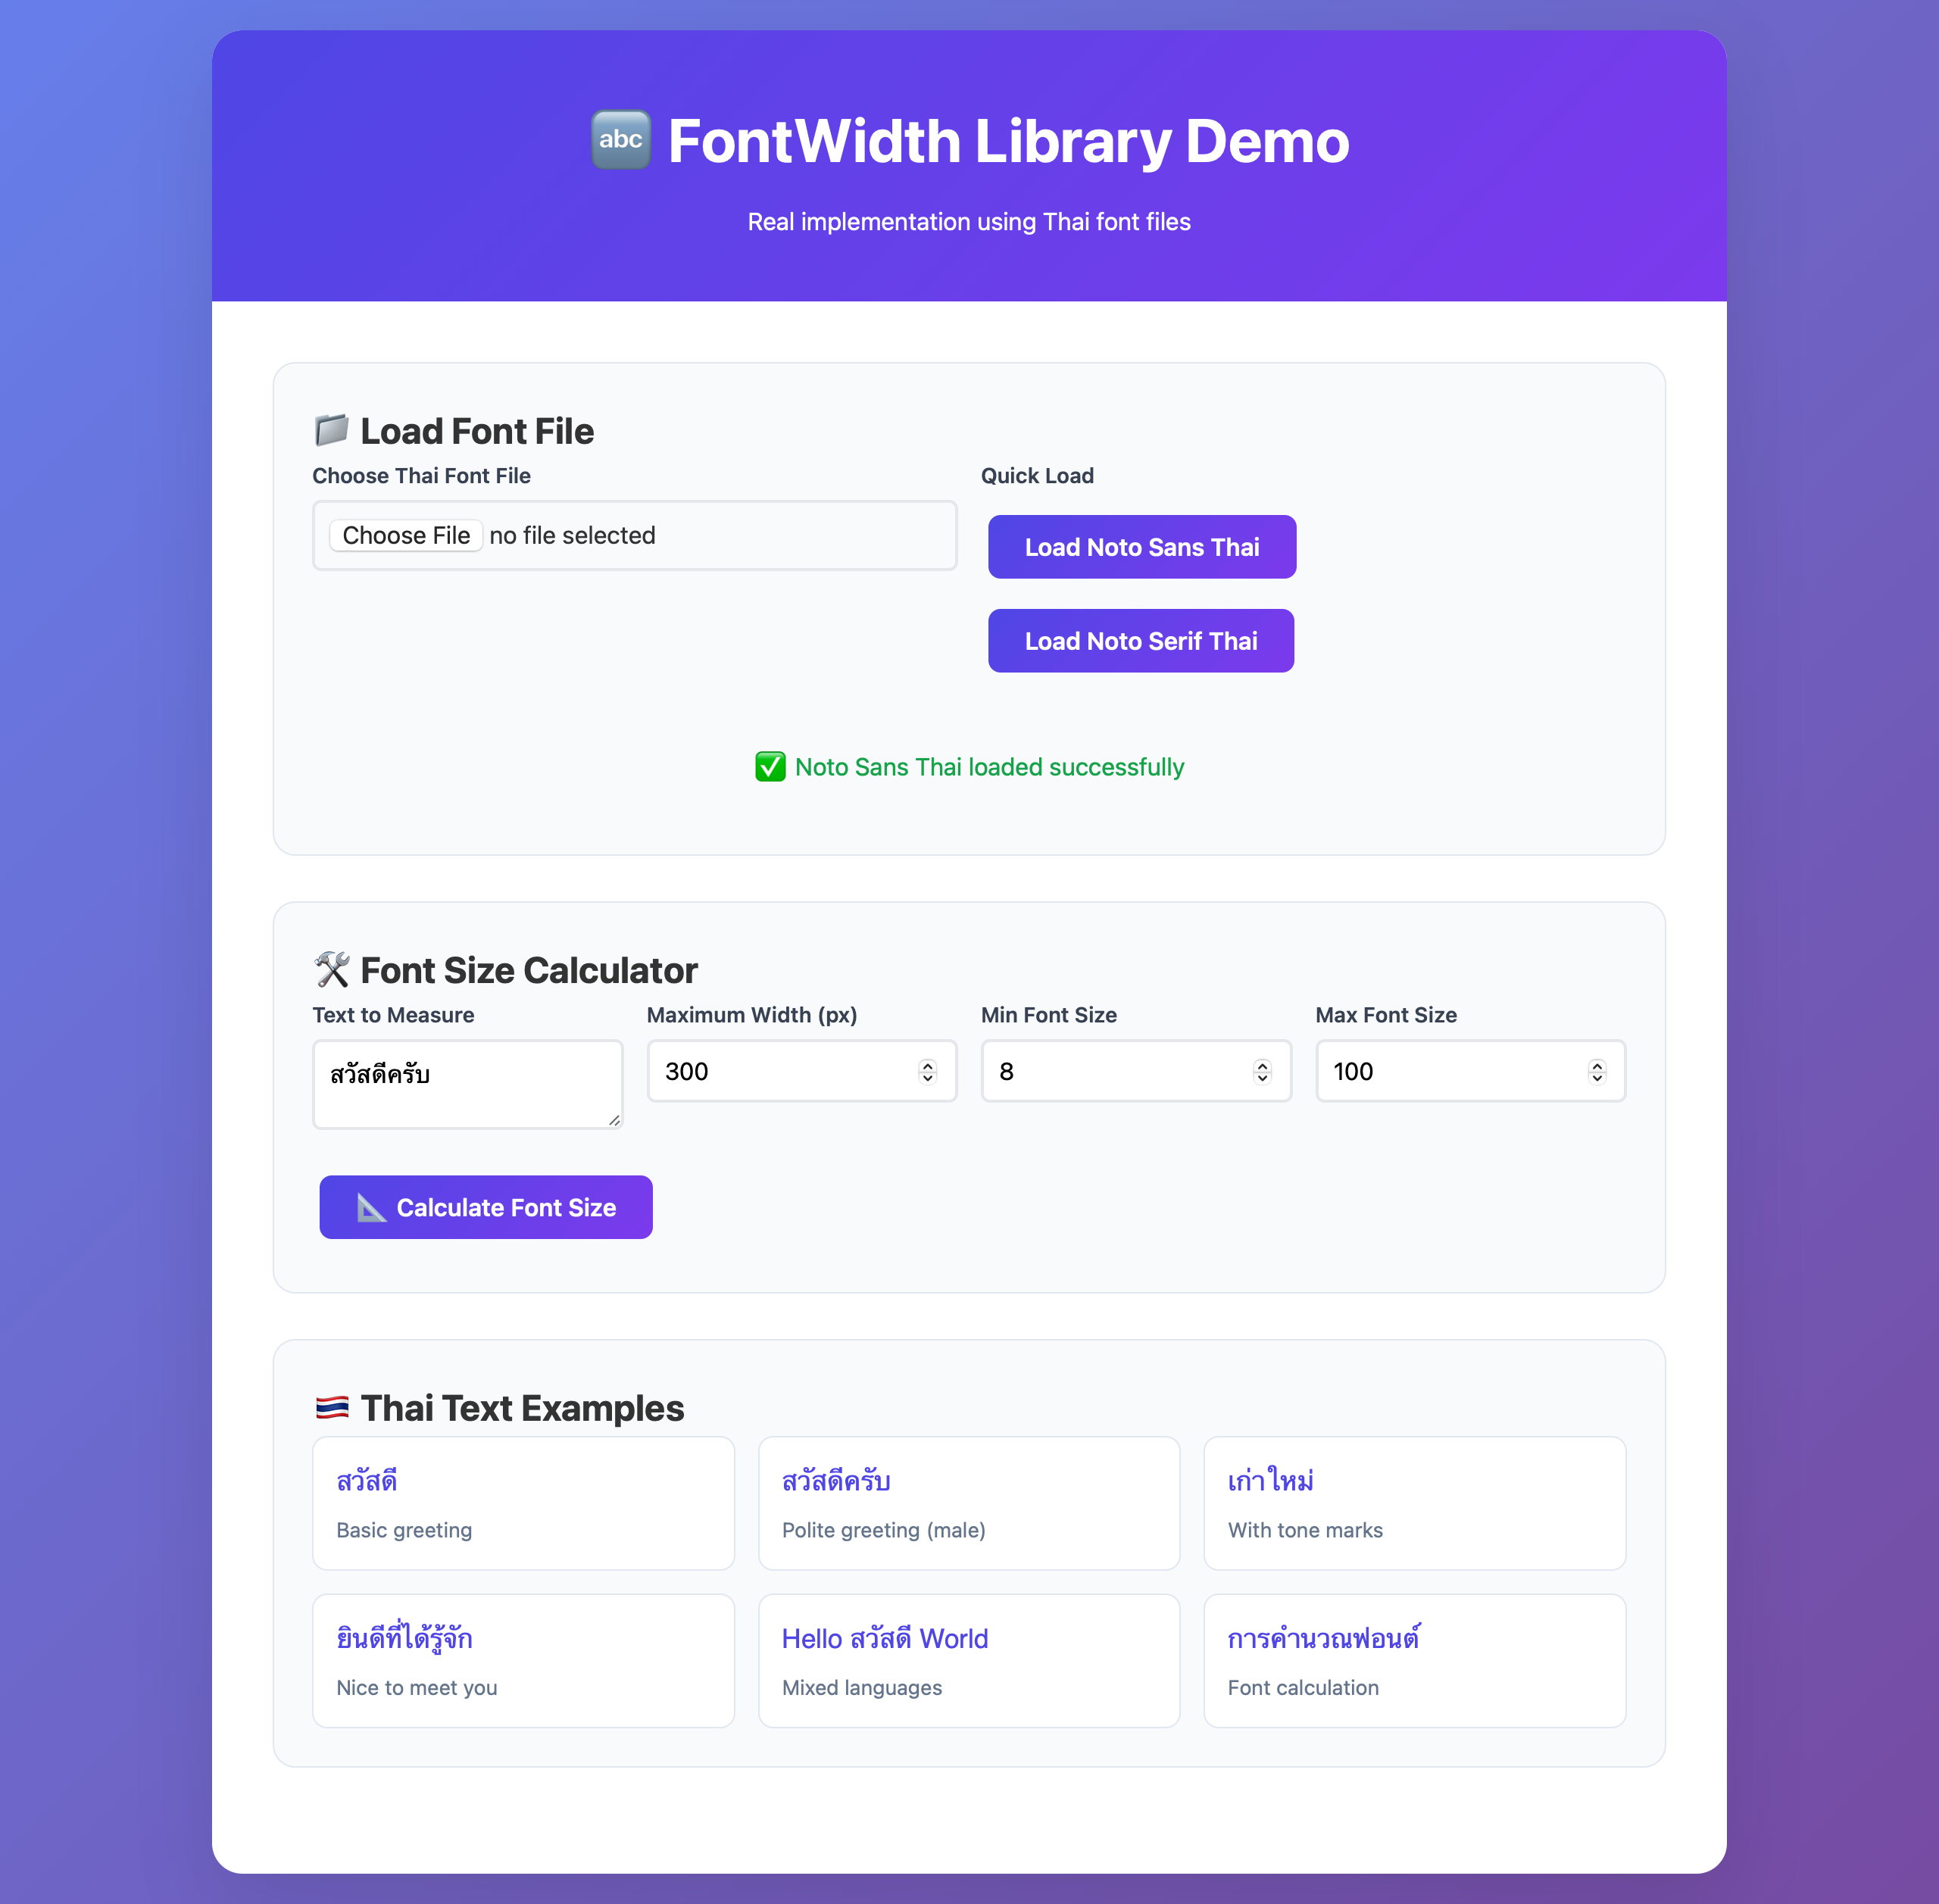 abc FontWidth Library Demo
Real implementation using Thai font files
Load Font File
Choose Thai Font File
Quick Load
Choose File no file selected
Load Noto Sans Thai
Load Noto Serif Thai
Noto Sans Thai loaded successfully
Font Size Calculator
Text to Measure
Maximum Width (px)
Min Font Size
Max Font Size
สวัสดีครับ
300
8
100
Calculate Font Size
Thai Text Examples
สวัสดี
Basic greeting
สวัสดีครับ
Polite greeting (male)
เก่าใหม่
With tone marks
ยินดีที่ได้รู้จัก
Nice to meet you
Hello สวัสดี World
Mixed languages
การคำนวณฟอนต์
Font calculation